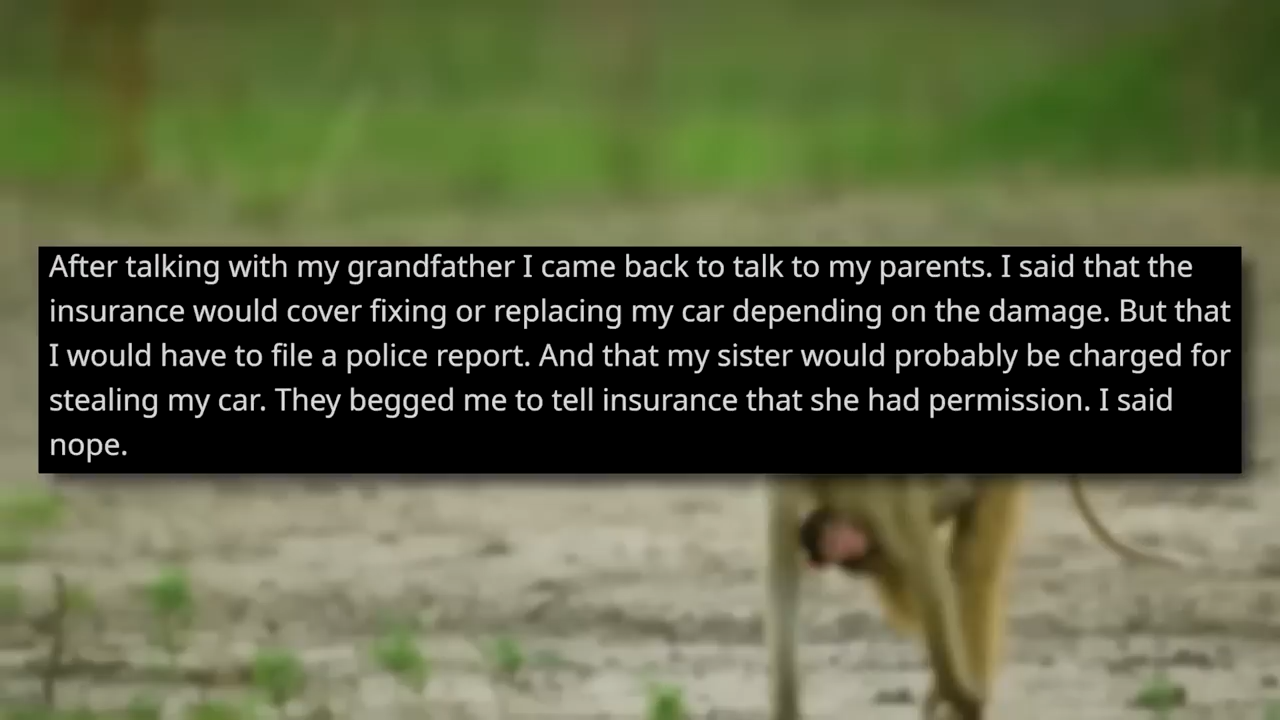 After talking with my grandfather I came back to talk to my parents. I said that the
insurance would cover fixing or replacing my car depending on the damage. But that
I would have to file a police report. And that my sister would probably be charged for
stealing my car. They begged me to tell insurance that she had permission. I said
nope.